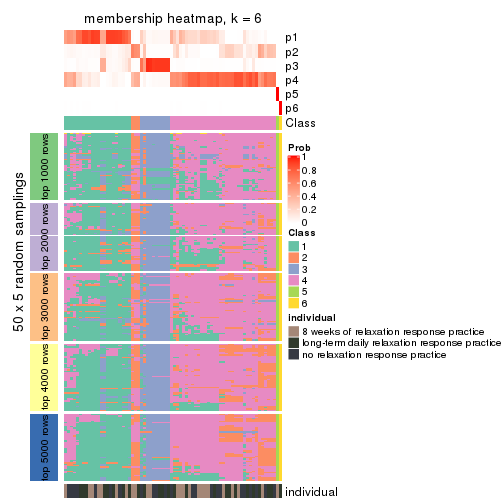 membership heatmap, k = 6
p1
p2
p3
p4
p5
p6
Class
50 x 5 random samplings
top 1000 rows
top 2000 rows
top 3000 rows
top 4000 rows
top 5000 rows
individual
Prob
1
0.8
0.6
0.4
0.2
0
Class
1
2
3
4
5
6
individual
8 weeks of relaxation response practice
long-term daily relaxation response practice
no relaxation response practice